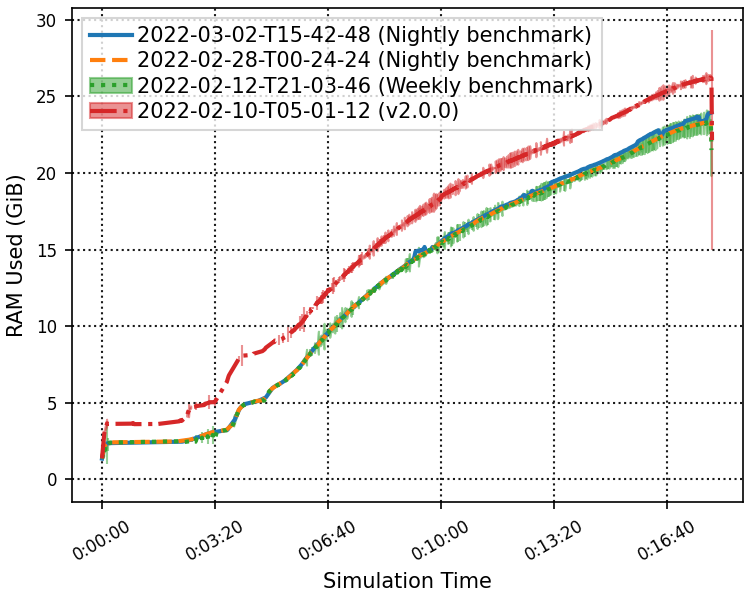 30
25
20
15
10
5
0
RAM Used (GiB)
2022-03-02-T15-42-48 (Nightly benchmark)
2022-02-28-T00-24-24 (Nightly benchmark)
2022-02-12-T21-03-46 (Weekly benchmark)
2022-02-10-T05-01-12 (v2.0.0)
0:00:00
0:03:20
0:06:40
0:10:00
0:13:20
0:16:40
Simulation Time